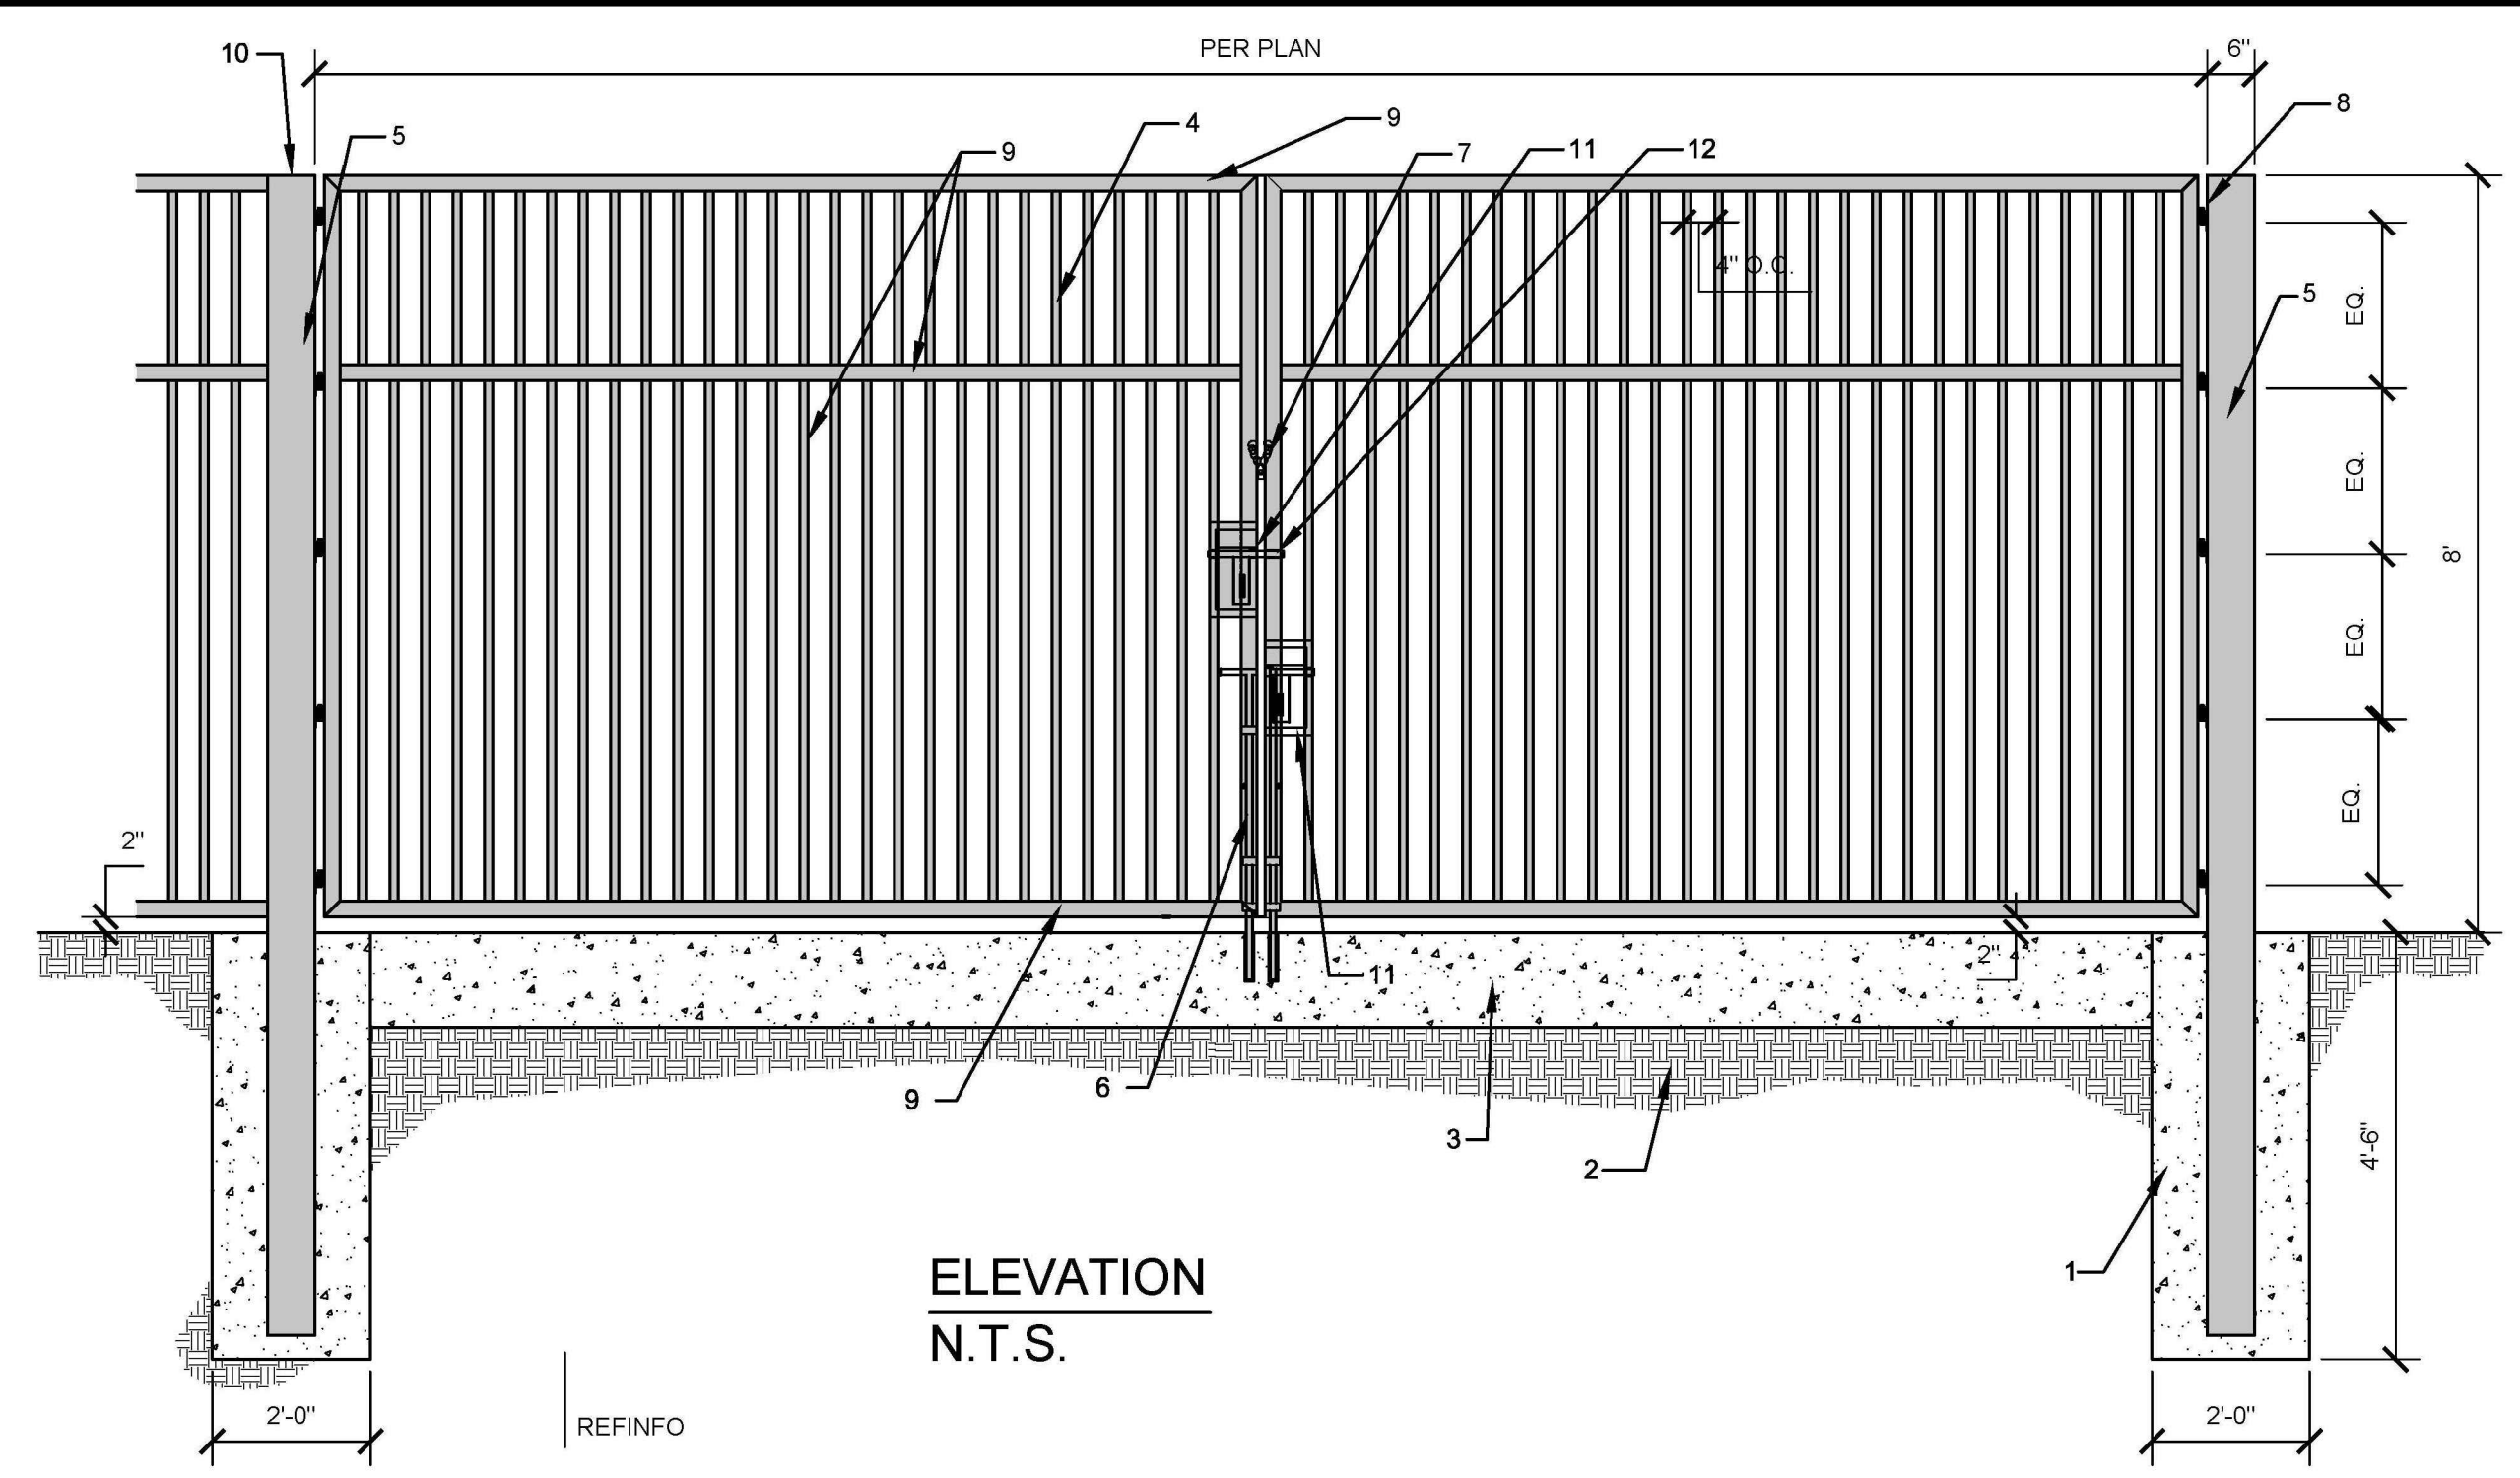 PER PLAN
6"
10
5
9
4
9
7
11
12
8
4" O.C.
5
EQ.
EQ.
EQ.
8'
EQ.
2"
2"
11
9
6
3
2
1
4'-6"
ELEVATION
N.T.S.
2'-0"
REFINFO
2'-0"